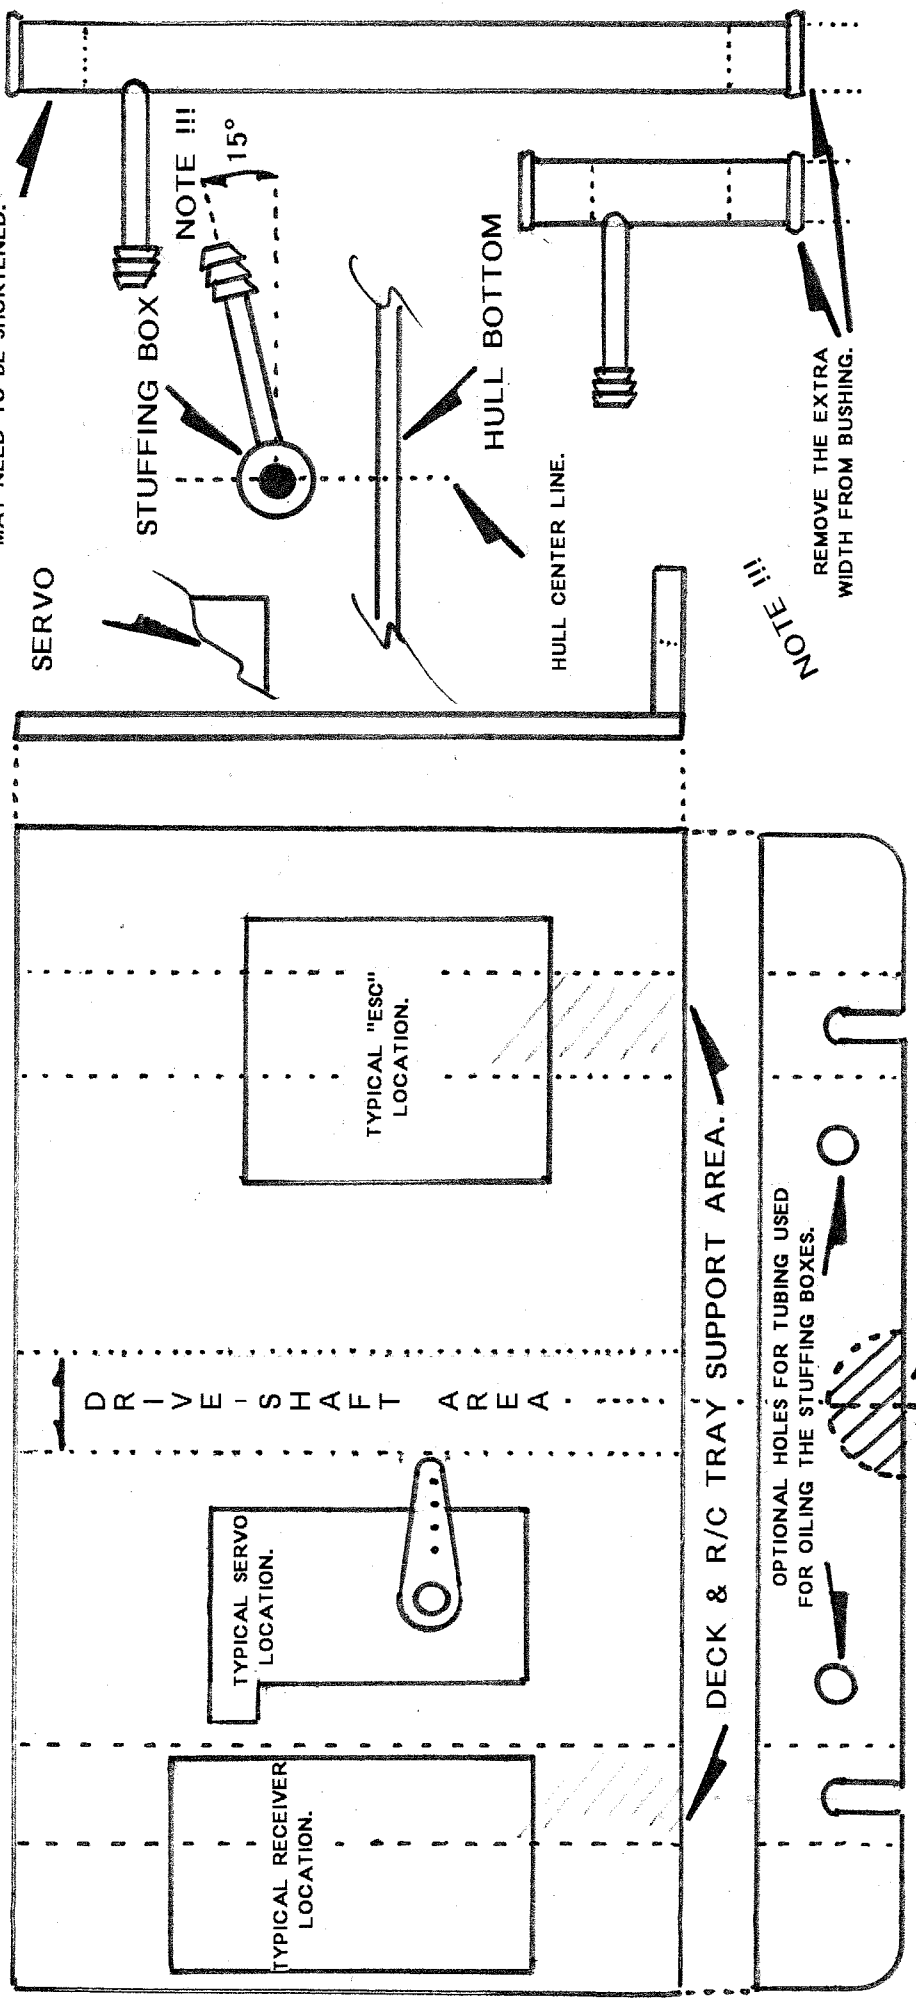 MAY NEED TO BE SHORTENED.
NOTE !!!
15°
STUFFING BOX
SERVO
HULL BOTTOM
HULL CENTER LINE.
REMOVE THE EXTRA
WIDTH FROM BUSHING.
NOTE !!!
TYPICAL "ESC"
LOCATION.
DRIVE-SHAFT AREA.
TYPICAL SERVO
LOCATION.
TYPICAL RECEIVER
LOCATION.
DECK & R/C TRAY SUPPORT AREA.
OPTIONAL HOLES FOR TUBING USED
FOR OILING THE STUFFING BOXES.